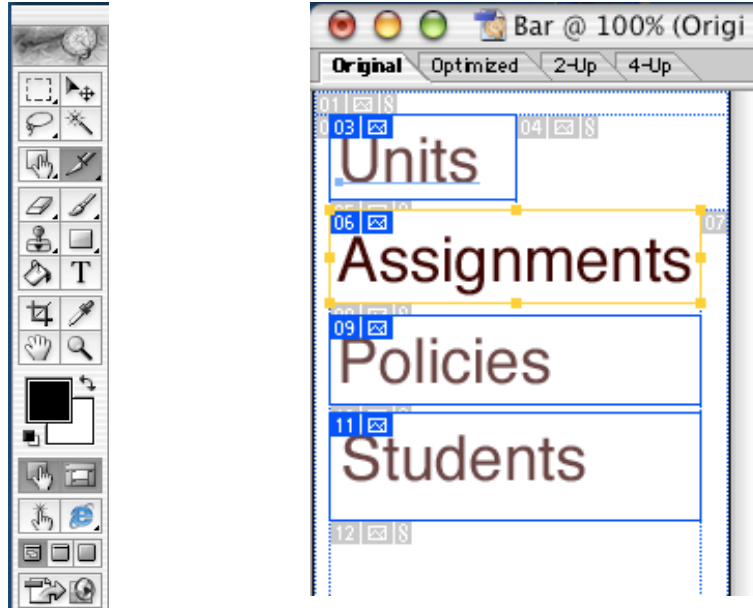 T
Bar @ 100% (Origi
Original Optimized 2-Up 4-Up
01
03 04
Units
06 07
Assignments
09
Policies
11
Students
12